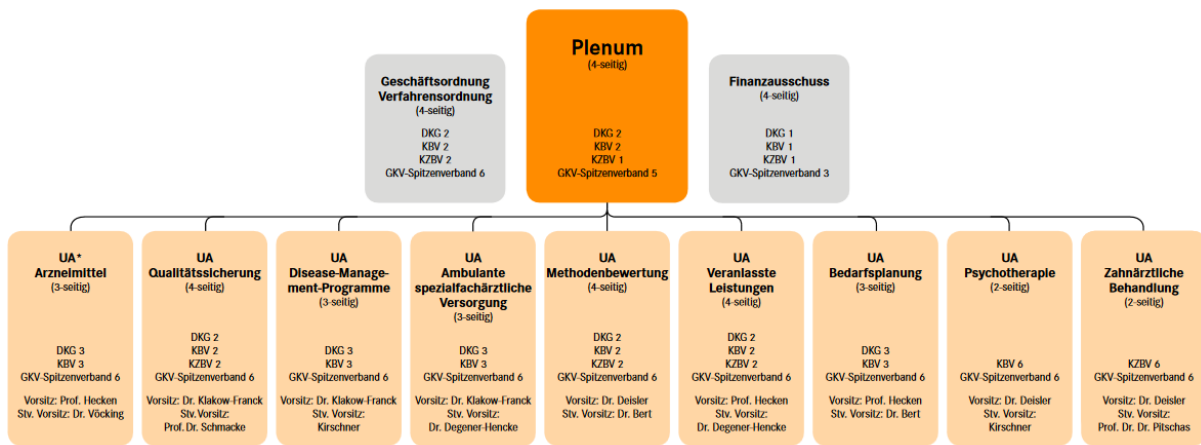 Plenum
(4-seitig)
DKG 2
KBV 2
KZBV 1
GKV-Spitzenverband 5
Geschäftsordnung
Verfahrensordnung
(4-seitig)
DKG 2
KBV 2
KZBV 2
GKV-Spitzenverband 6
Finanzausschuss
(4-seitig)
DKG 1
KBV 1
KZBV 1
GKV-Spitzenverband 3
UA*
Arzneimittel
(3-seitig)
DKG 3
KBV 3
GKV-Spitzenverband 6
Vorsitz: Prof. Hecken
Stv. Vorsitz: Dr. Vöcking
UA
Qualitätssicherung
(4-seitig)
DKG 2
KBV 2
KZBV 2
GKV-Spitzenverband 6
Vorsitz: Dr. Klakow-Franck
Stv.Vorsitz:
Prof. Dr. Schmacke
UA
Disease-Manage-
ment-Programme
(3-seitig)
DKG 3
KBV 3
GKV-Spitzenverband 6
Vorsitz: Dr. Klakow-Franck
Stv. Vorsitz:
Kirschner
UA
Ambulante
spezialfachärztliche
Versorgung
(3-seitig)
DKG 3
KBV 3
GKV-Spitzenverband 6
Vorsitz: Dr. Klakow-Franck
Stv. Vorsitz:
Dr. Degener-Hencke
UA
Methodenbewertung
(4-seitig)
DKG 2
KBV 2
KZBV 2
GKV-Spitzenverband 6
Vorsitz: Dr. Deisler
Stv. Vorsitz: Dr. Bert
UA
Veranlasste
Leistungen
(4-seitig)
DKG 2
KBV 2
KZBV 2
GKV-Spitzenverband 6
Vorsitz: Prof. Hecken
Stv. Vorsitz:
Dr. Degener-Hencke
UA
Bedarfsplanung
(3-seitig)
DKG 3
KBV 3
GKV-Spitzenverband 6
Vorsitz: Prof. Hecken
Stv. Vorsitz: Dr. Bert
UA
Psychotherapie
(2-seitig)
KBV 6
GKV-Spitzenverband 6
Vorsitz: Dr. Deisler
Stv. Vorsitz:
Kirschner
UA
Zahnärztliche
Behandlung
(2-seitig)
KZBV 6
GKV-Spitzenverband 6
Vorsitz: Dr. Deisler
Stv. Vorsitz:
Prof. Dr. Dr. Pitschas